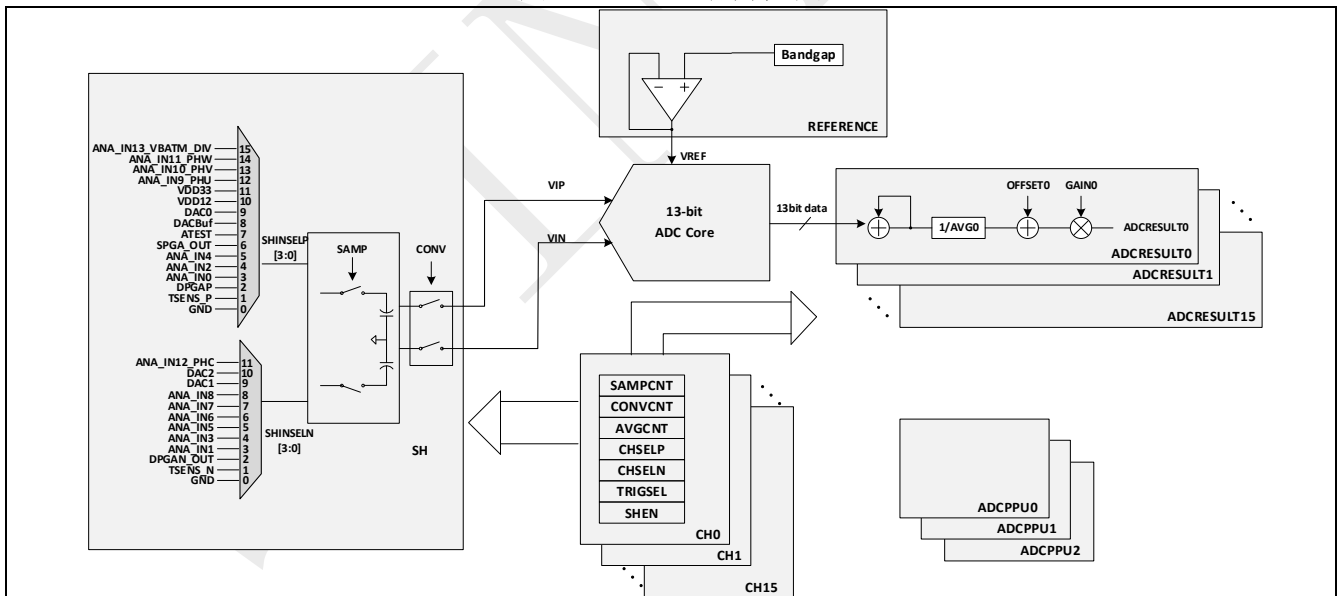 Bandgap
− +
REFERENCE
VREF
ANA_IN13_VBATM_DIV 15
ANA_IN11_PHW 14
ANA_IN10_PHV 13
ANA_IN9_PHU 12
VDD33 11
VDD12 10
DAC0 9
DACBuf 8
ATEST 7
SPGA_OUT 6
ANA_IN4 5
ANA_IN2 4
ANA_IN0 3
DPGAP 2
TSENS_P 1
GND 0
SHINSELP
[3:0]
SAMP
CONV
VIP
VIN
13-bit
ADC Core
13bit data
1/AVG0
OFFSET0
GAIN0
ADCRESULT0
ADCRESULT0
ADCRESULT1
ADCRESULT15
ANA_IN12_PHC 11
DAC2 10
DAC1 9
ANA_IN8 8
ANA_IN7 7
ANA_IN6 6
ANA_IN5 5
ANA_IN3 4
ANA_IN1 3
DPGAN_OUT 2
TSENS_N 1
GND 0
SHINSELN
[3:0]
SH
SAMPCNT
CONVCNT
AVGCNT
CHSELP
CHSELN
TRIGSEL
SHEN
CH0
CH1
CH15
ADCPPU0
ADCPPU1
ADCPPU2